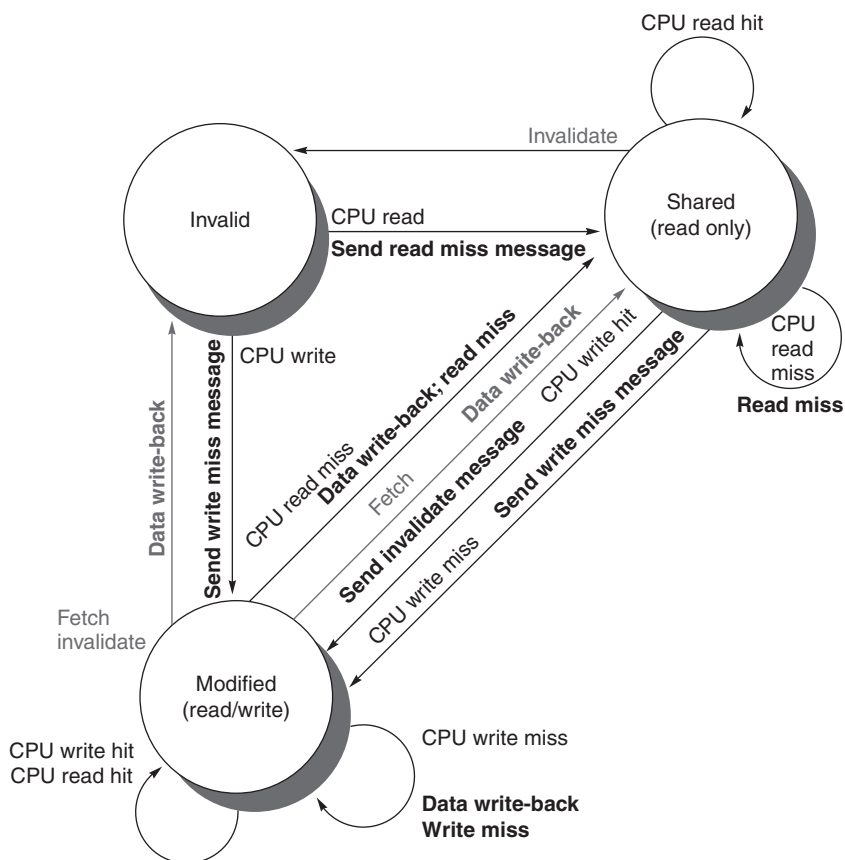 CPU read hit
Invalidate
Invalid
Shared
(read only)
CPU read
Send read miss message
CPU write
Send write miss message
Data write-back
Fetch
invalidate
CPU read miss
Data write-back; read miss
Fetch
Data write-back
CPU write hit
Send invalidate message
CPU write miss
Send write miss message
CPU
read
miss
Read miss
Modified
(read/write)
CPU write hit
CPU read hit
CPU write miss
Data write-back
Write miss